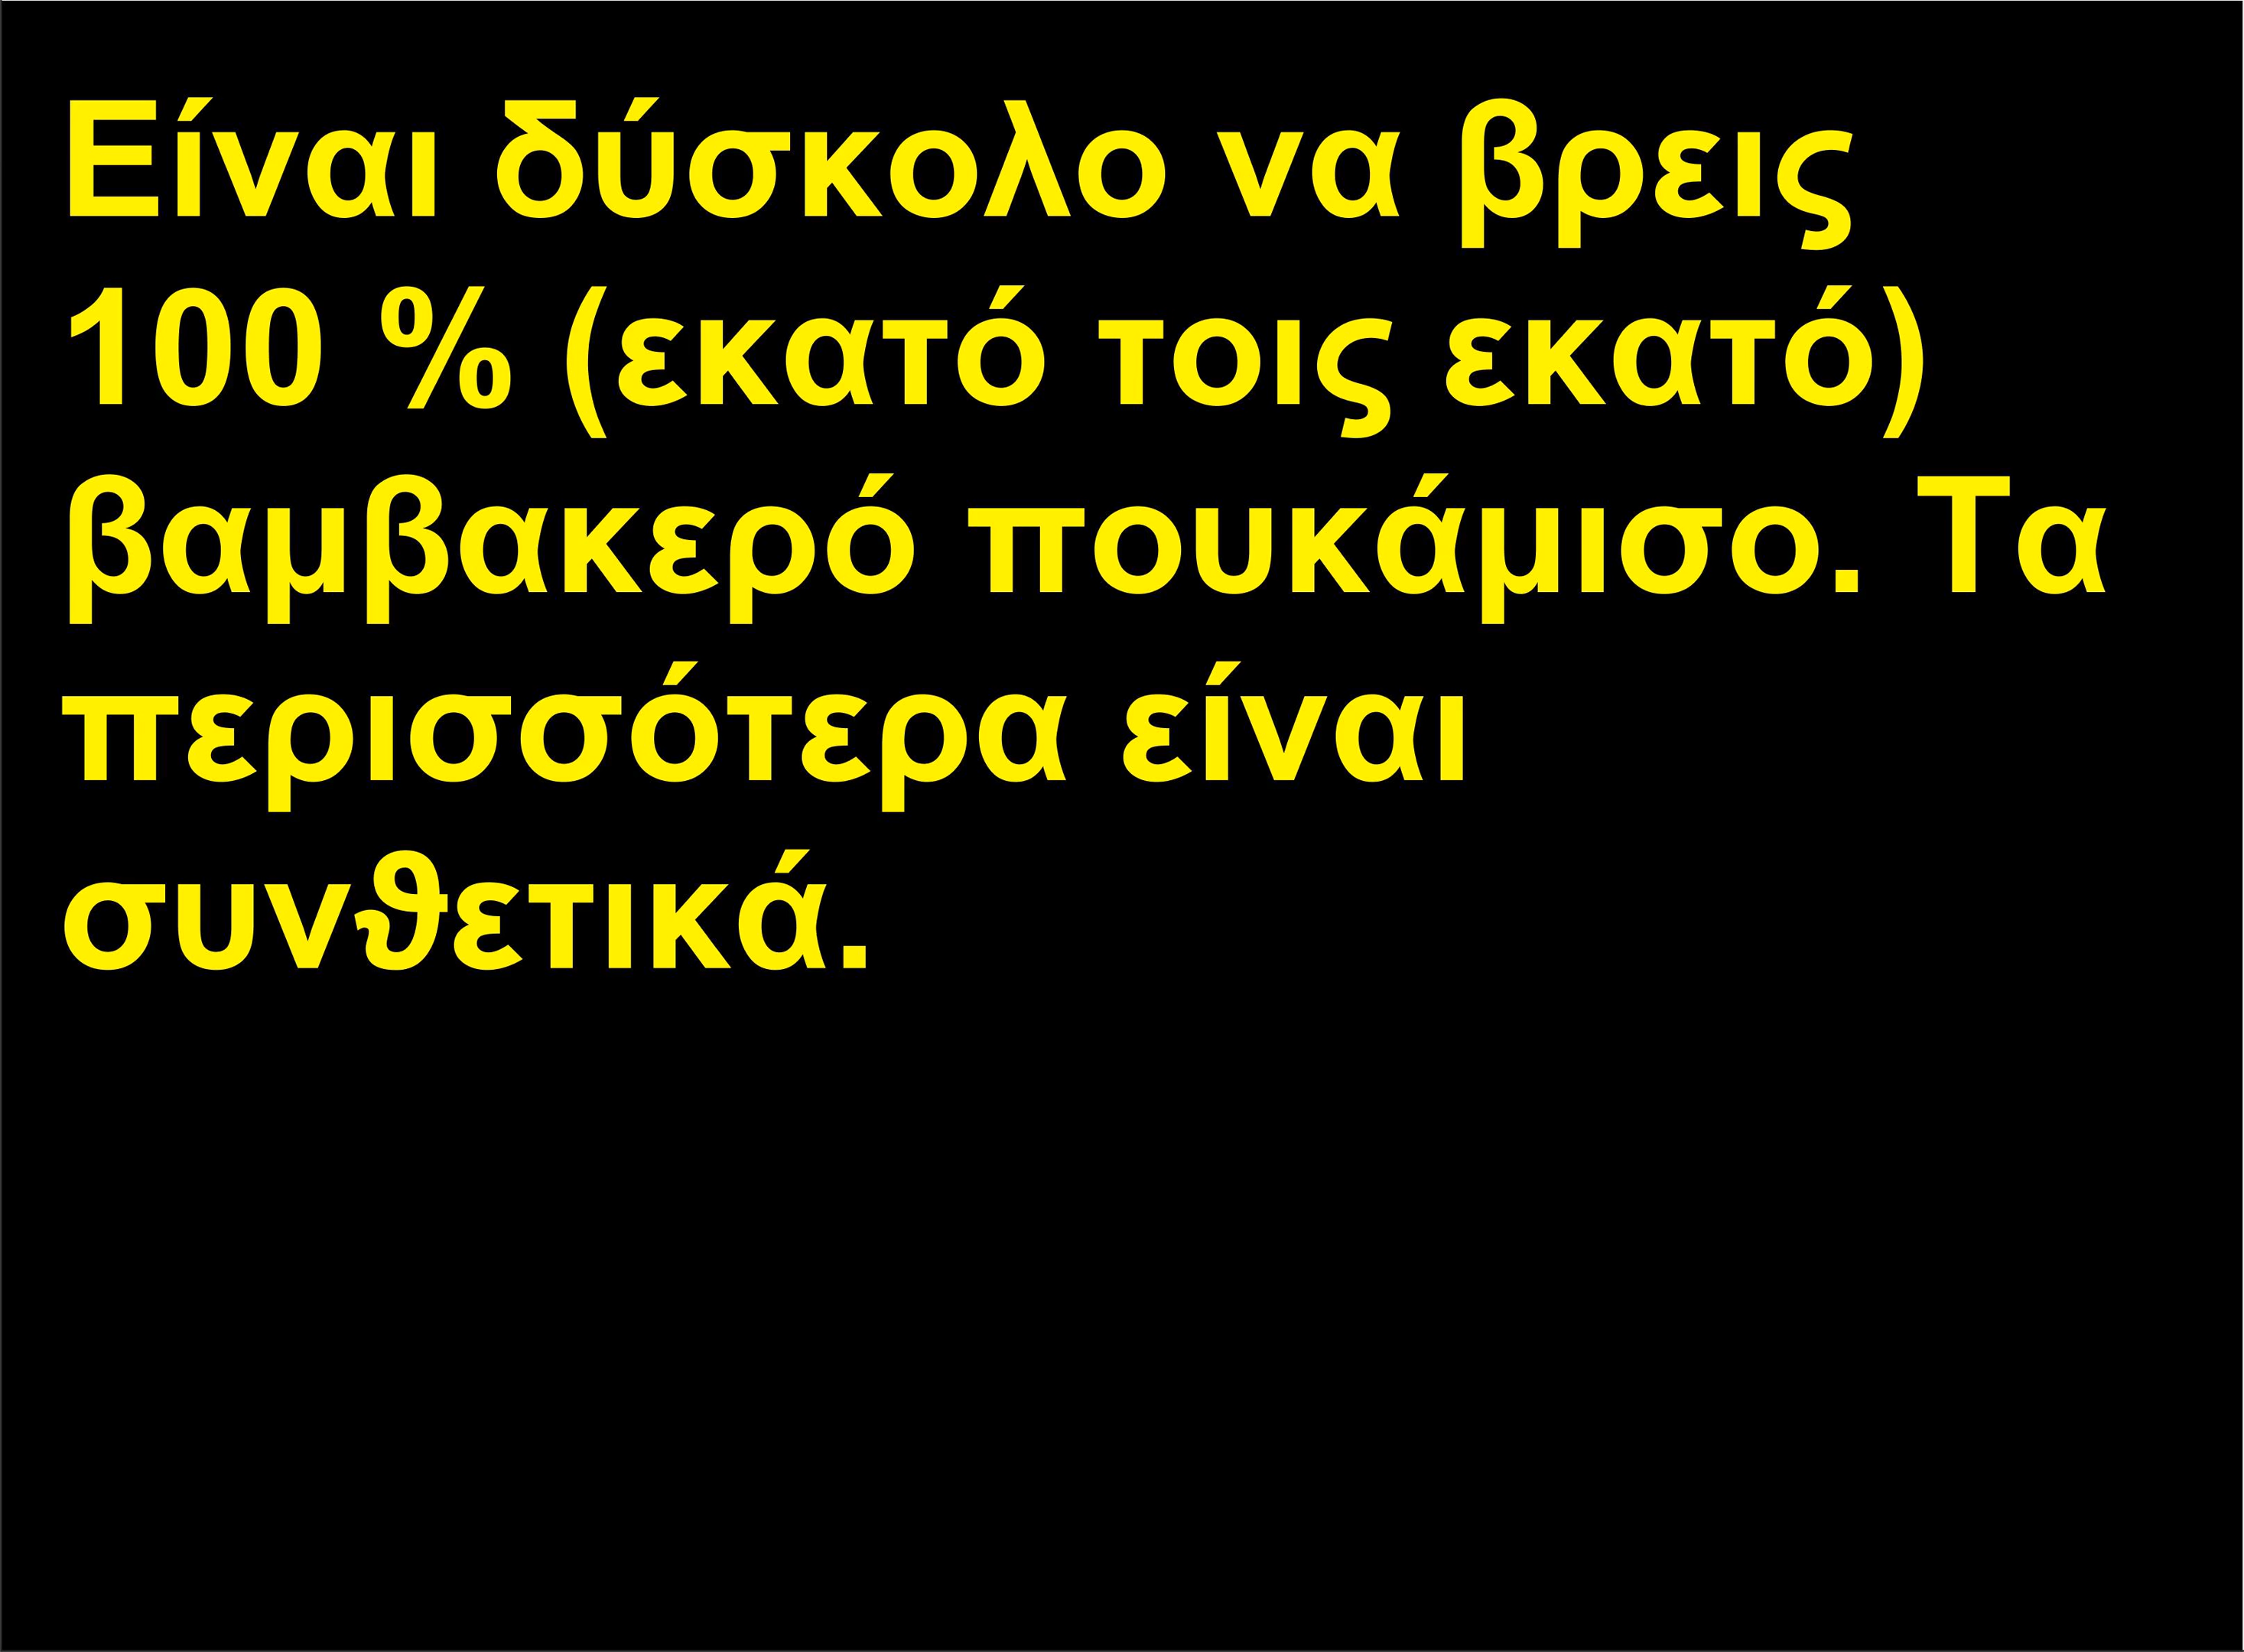 Είναι δύσκολο να βρεις
100 % (εκατό τοις εκατό)
βαμβακερό πουκάμισο. Τα
περισσότερα είναι
συνϑετικά.